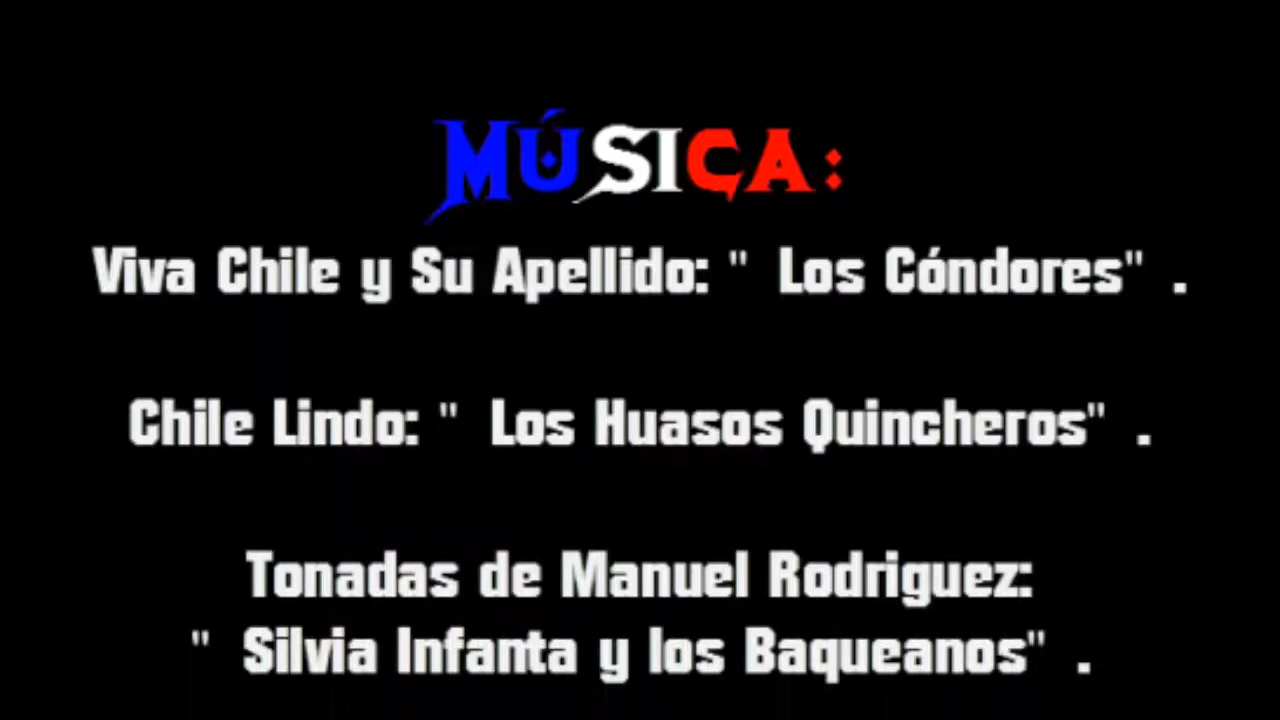 MÚSICA:
Viva Chile y Su Apellido: " Los Cóndores" .
Chile Lindo: " Los Huasos Quincheros" .
Tonadas de Manuel Rodriguez:
" Silvia Infanta y los Baqueanos" .